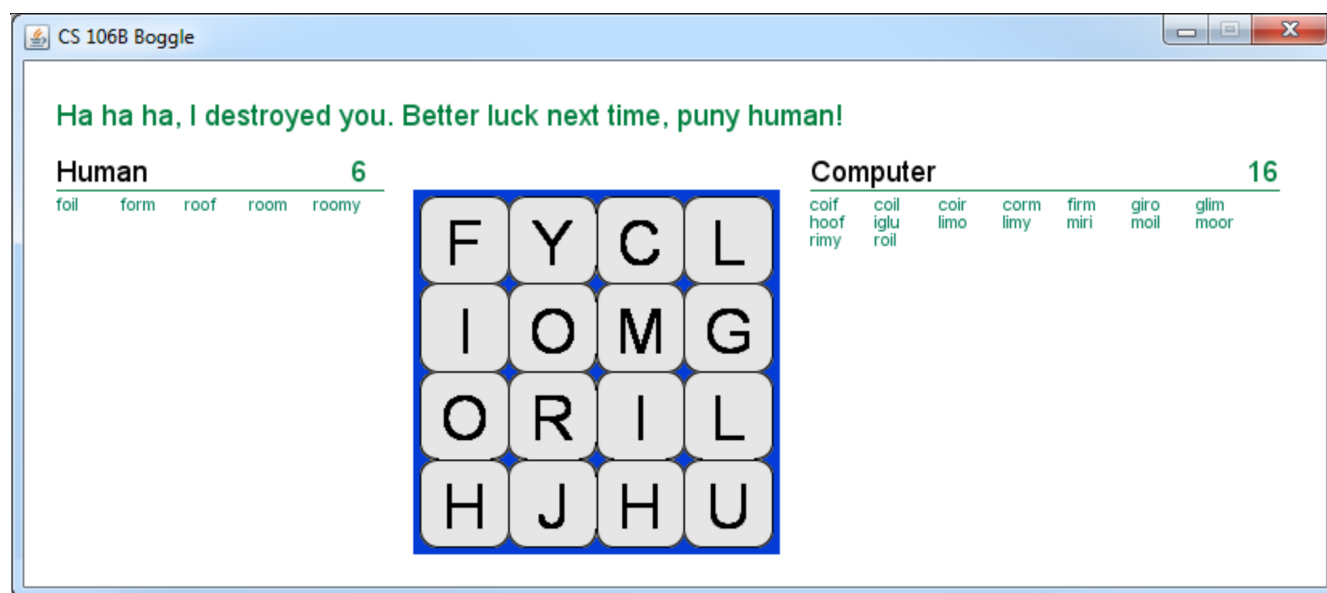 CS 106B Boggle
Ha ha ha, I destroyed you. Better luck next time, puny human!
Human 6
foil form roof room roomy
F Y C L
I O M G
O R I L
H J H U
Computer 16
coif coil coir corm firm giro glim
hoof iglu limo limy miri moil moor
rimy roil